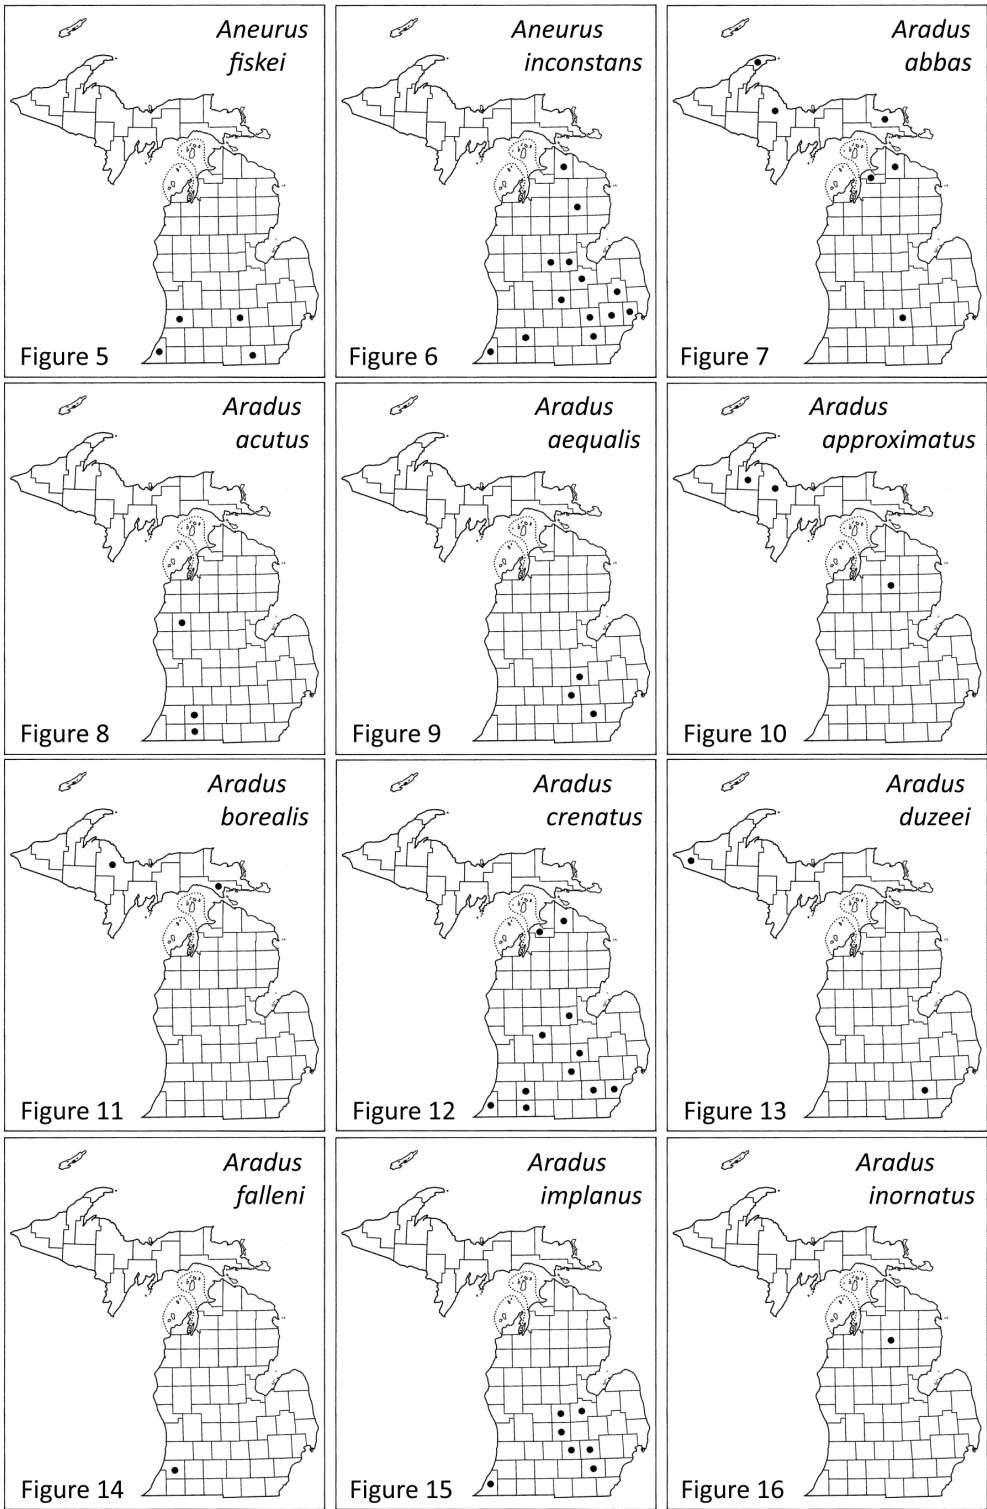 Aneurus
fiskei
Figure 5
Aneurus
inconstans
Figure 6
Aradus
abbas
Figure 7
Aradus
acutus
Figure 8
Aradus
aequalis
Figure 9
Aradus
approximatus
Figure 10
Aradus
borealis
Figure 11
Aradus
crenatus
Figure 12
Aradus
duzeei
Figure 13
Aradus
falleni
Figure 14
Aradus
implanus
Figure 15
Aradus
inornatus
Figure 16